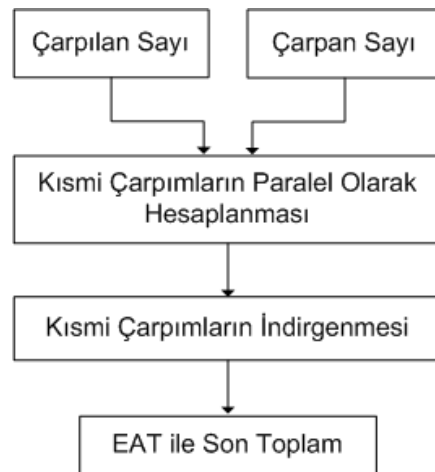 Çarpılan Sayı
Çarpan Sayı
Kısmi Çarpımların Paralel Olarak
Hesaplanması
Kısmi Çarpımların İndirgenmesi
EAT ile Son Toplam